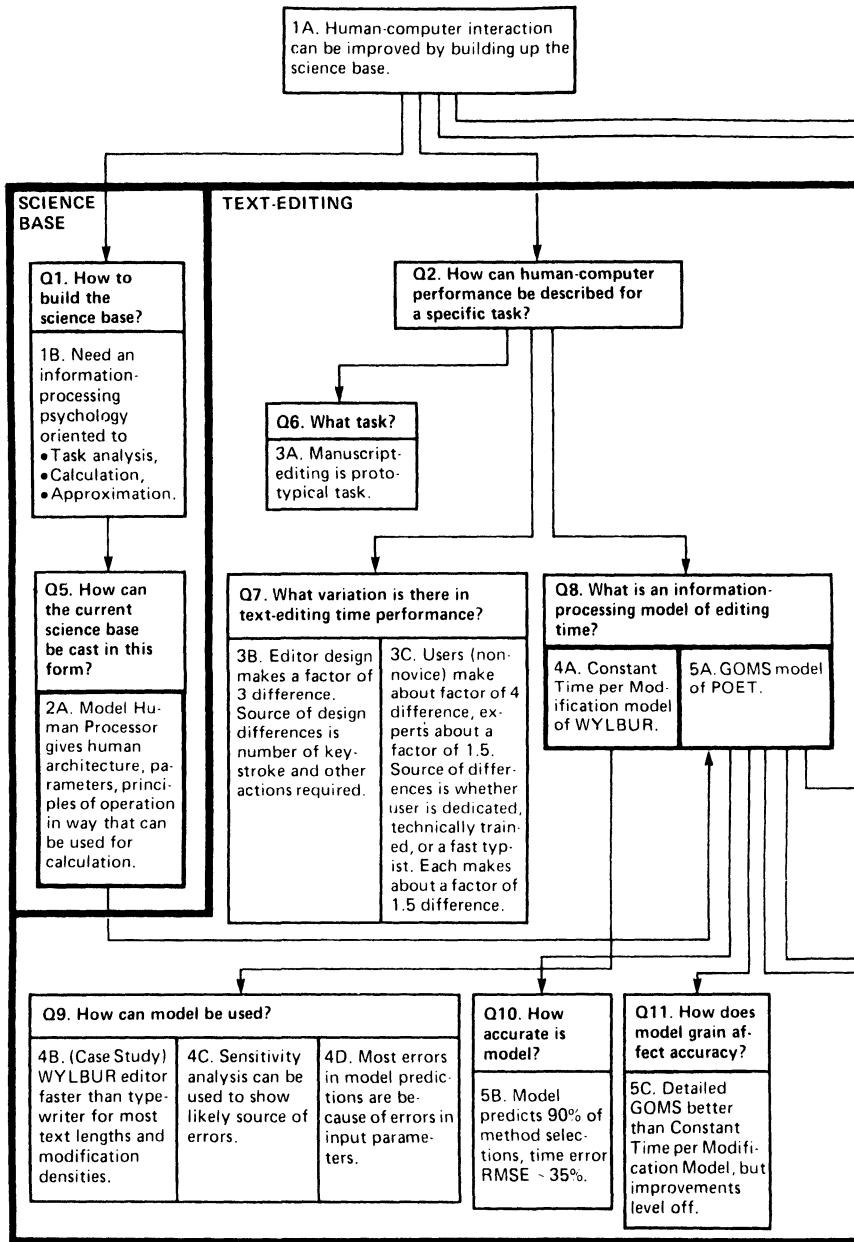 1A. Human-computer interaction
can be improved by building up the
science base.
SCIENCE
BASE
TEXT-EDITING
Q1. How to
build the
science base?
1B. Need an
information-
processing
psychology
oriented to
• Task analysis,
• Calculation,
• Approximation.
Q2. How can human-computer
performance be described for
a specific task?
Q6. What task?
3A. Manuscript-
editing is proto-
typical task.
Q5. How can
the current
science base
be cast in this
form?
2A. Model Hu-
man Processor
gives human
architecture, pa-
rameters, princi-
ples of operation
in way that can
be used for
calculation.
Q7. What variation is there in
text-editing time performance?
3B. Editor design
makes a factor of
3 difference.
Source of design
differences is
number of key-
stroke and other
actions required.
3C. Users (non-
novice) make
about factor of 4
difference, ex-
perts about a
factor of 1.5.
Source of differ-
ences is whether
user is dedicated,
technically train-
ed, or a fast typ-
ist. Each makes
about a factor of
1.5 difference.
Q8. What is an information-
processing model of editing
time?
4A. Constant
Time per Mod-
ification model
of WYLBUR.
5A. GOMS model
of POET.
Q9. How can model be used?
4B. (Case Study)
WYLBUR editor
faster than type-
writer for most
text lengths and
modification
densities.
4C. Sensitivity
analysis can be
used to show
likely source of
errors.
4D. Most errors
in model predic-
tions are be-
cause of errors in
input parame-
ters.
Q10. How
accurate is
model?
5B. Model
predicts 90% of
method selec-
tions, time error
RMSE ~ 35%.
Q11. How does
model grain af-
fect accuracy?
5C. Detailed
GOMS better
than Constant
Time per Modifi-
cation Model, but
improvements
level off.